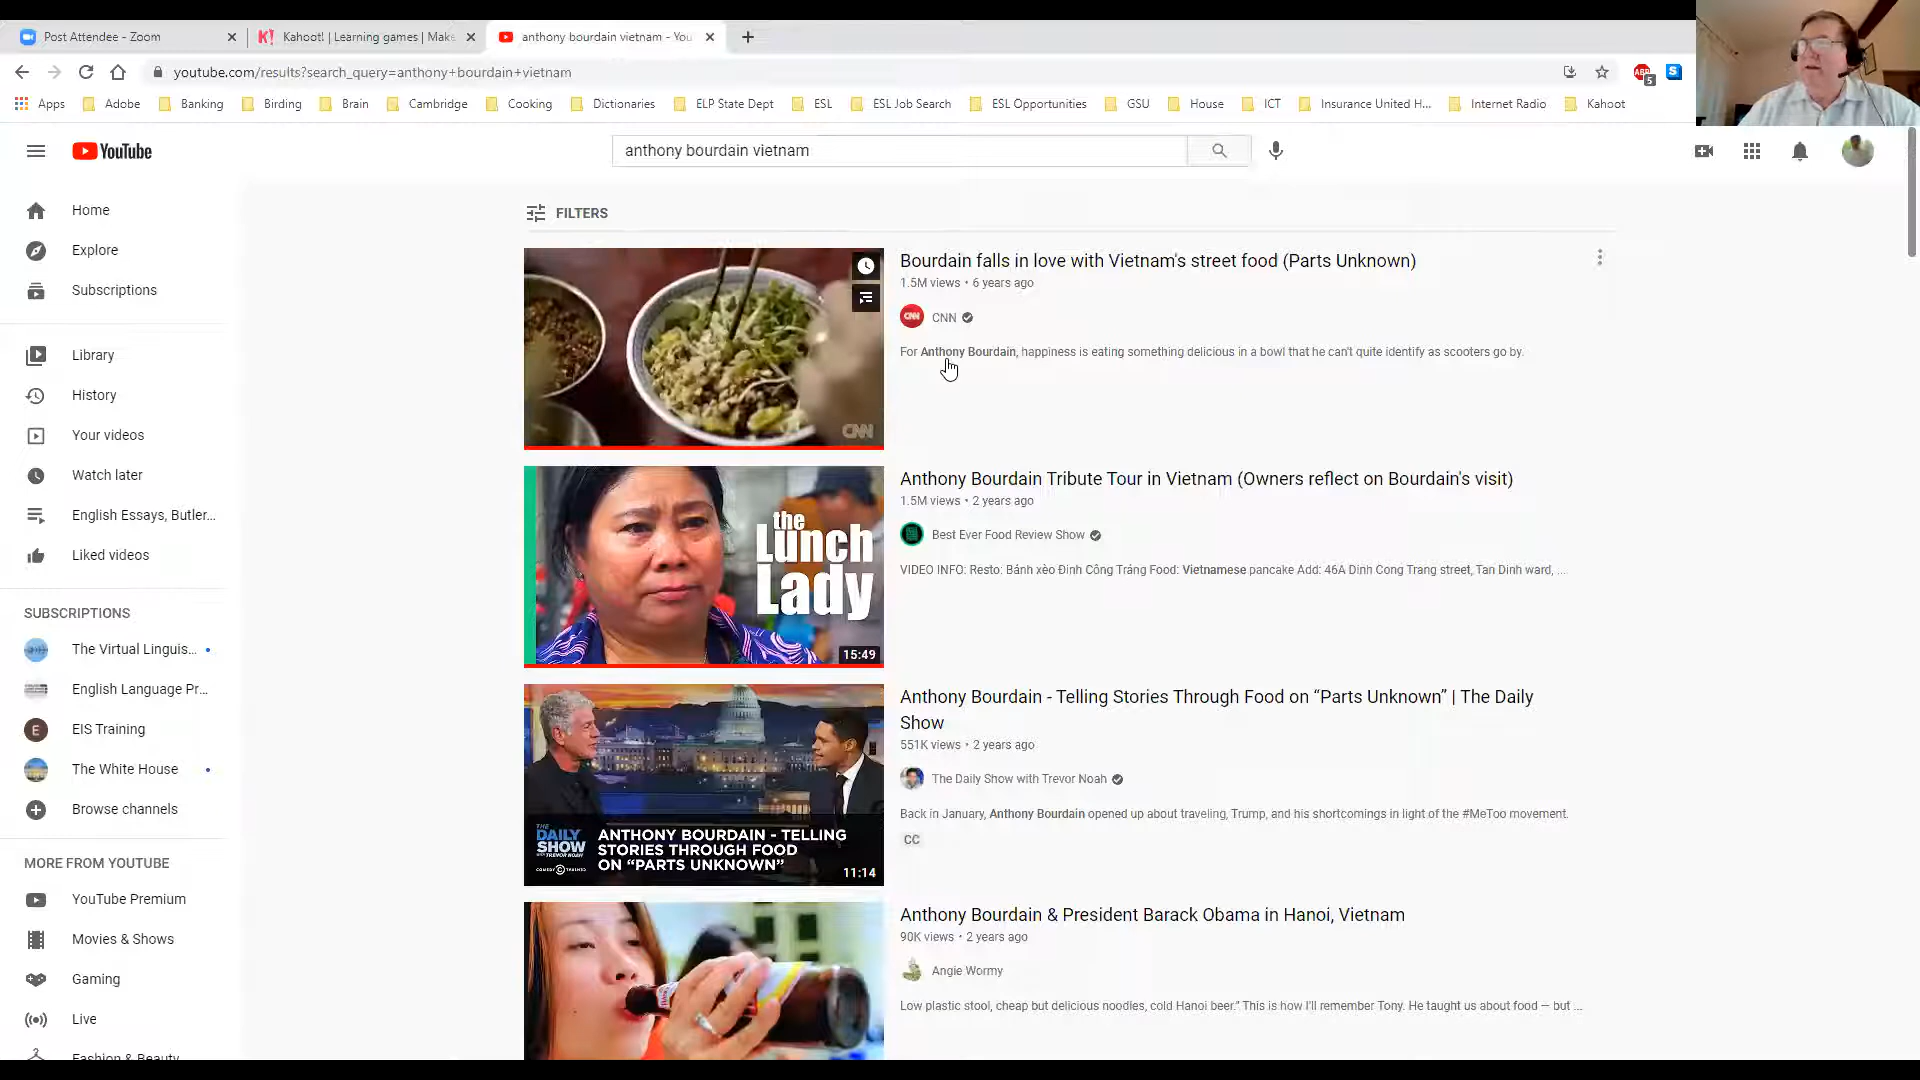 Post Attendee - Zoom
Kahoot! | Learning games | Make
anthony bourdain vietnam - You
youtube.com/results?search_query=anthony+bourdain+vietnam
ABP
5
S
Apps
Adobe
Banking
Birding
Brain
Cambridge
Cooking
Dictionaries
ELP State Dept
ESL
ESL Job Search
ESL Opportunities
GSU
House
ICT
Insurance United H...
Internet Radio
Kahoot
YouTube
anthony bourdain vietnam
Home
Explore
Subscriptions
Library
History
Your videos
Watch later
English Essays, Butler...
Liked videos
SUBSCRIPTIONS
The Virtual Linguis...
English Language Pr...
E
EIS Training
The White House
Browse channels
MORE FROM YOUTUBE
YouTube Premium
Movies & Shows
Gaming
Live
Fashion & Beauty
FILTERS
CNN
Bourdain falls in love with Vietnam's street food (Parts Unknown)
1.5M views • 6 years ago
CNN
CNN
For Anthony Bourdain, happiness is eating something delicious in a bowl that he can't quite identify as scooters go by.
the
Lunch
Lady
15:49
Anthony Bourdain Tribute Tour in Vietnam (Owners reflect on Bourdain's visit)
1.5M views • 2 years ago
Best Ever Food Review Show
VIDEO INFO: Resto: Bánh xèo Đinh Công Tráng Food: Vietnamese pancake Add: 46A Dinh Cong Trang street, Tan Dinh ward, ...
THE
DAILY
SHOW
WITH TREVOR NOAH
COMEDY CENTRAL
ANTHONY BOURDAIN - TELLING
STORIES THROUGH FOOD
ON “PARTS UNKNOWN”
11:14
Anthony Bourdain - Telling Stories Through Food on “Parts Unknown” | The Daily
Show
551K views • 2 years ago
The Daily Show with Trevor Noah
Back in January, Anthony Bourdain opened up about traveling, Trump, and his shortcomings in light of the #MeToo movement.
CC
Anthony Bourdain & President Barack Obama in Hanoi, Vietnam
90K views • 2 years ago
Angie Wormy
Low plastic stool, cheap but delicious noodles, cold Hanoi beer.” This is how I'll remember Tony. He taught us about food — but ...